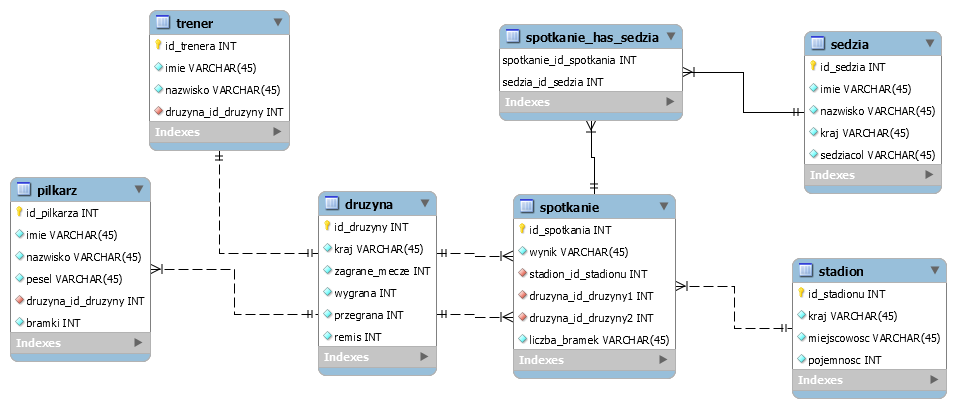 trener
id_trenera INT
imie VARCHAR(45)
nazwisko VARCHAR(45)
druzyna_id_druzyny INT
Indexes
spotkanie_has_sedzia
spotkanie_id_spotkania INT
sedzia_id_sedzia INT
Indexes
sedzia
id_sedzia INT
imie VARCHAR(45)
nazwisko VARCHAR(45)
kraj VARCHAR(45)
sedziacol VARCHAR(45)
Indexes
pilkarz
id_pilkarza INT
imie VARCHAR(45)
nazwisko VARCHAR(45)
pesel VARCHAR(45)
druzyna_id_druzyny INT
bramki INT
Indexes
druzyna
id_druzyny INT
kraj VARCHAR(45)
zagrane_mecze INT
wygrana INT
przegrana INT
remis INT
Indexes
spotkanie
id_spotkania INT
wynik VARCHAR(45)
stadion_id_stadionu INT
druzyna_id_druzyny1 INT
druzyna_id_druzyny2 INT
liczba_bramek VARCHAR(45)
Indexes
stadion
id_stadionu INT
kraj VARCHAR(45)
miejscowosc VARCHAR(45)
pojemnosc INT
Indexes